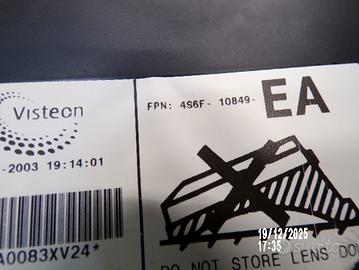 Visteon
FPN: 4S6F - 10849- EA
-2003 19:14:01
A0083XV24*
19/12/2025
17:35
DO NOT STORE LENS DO